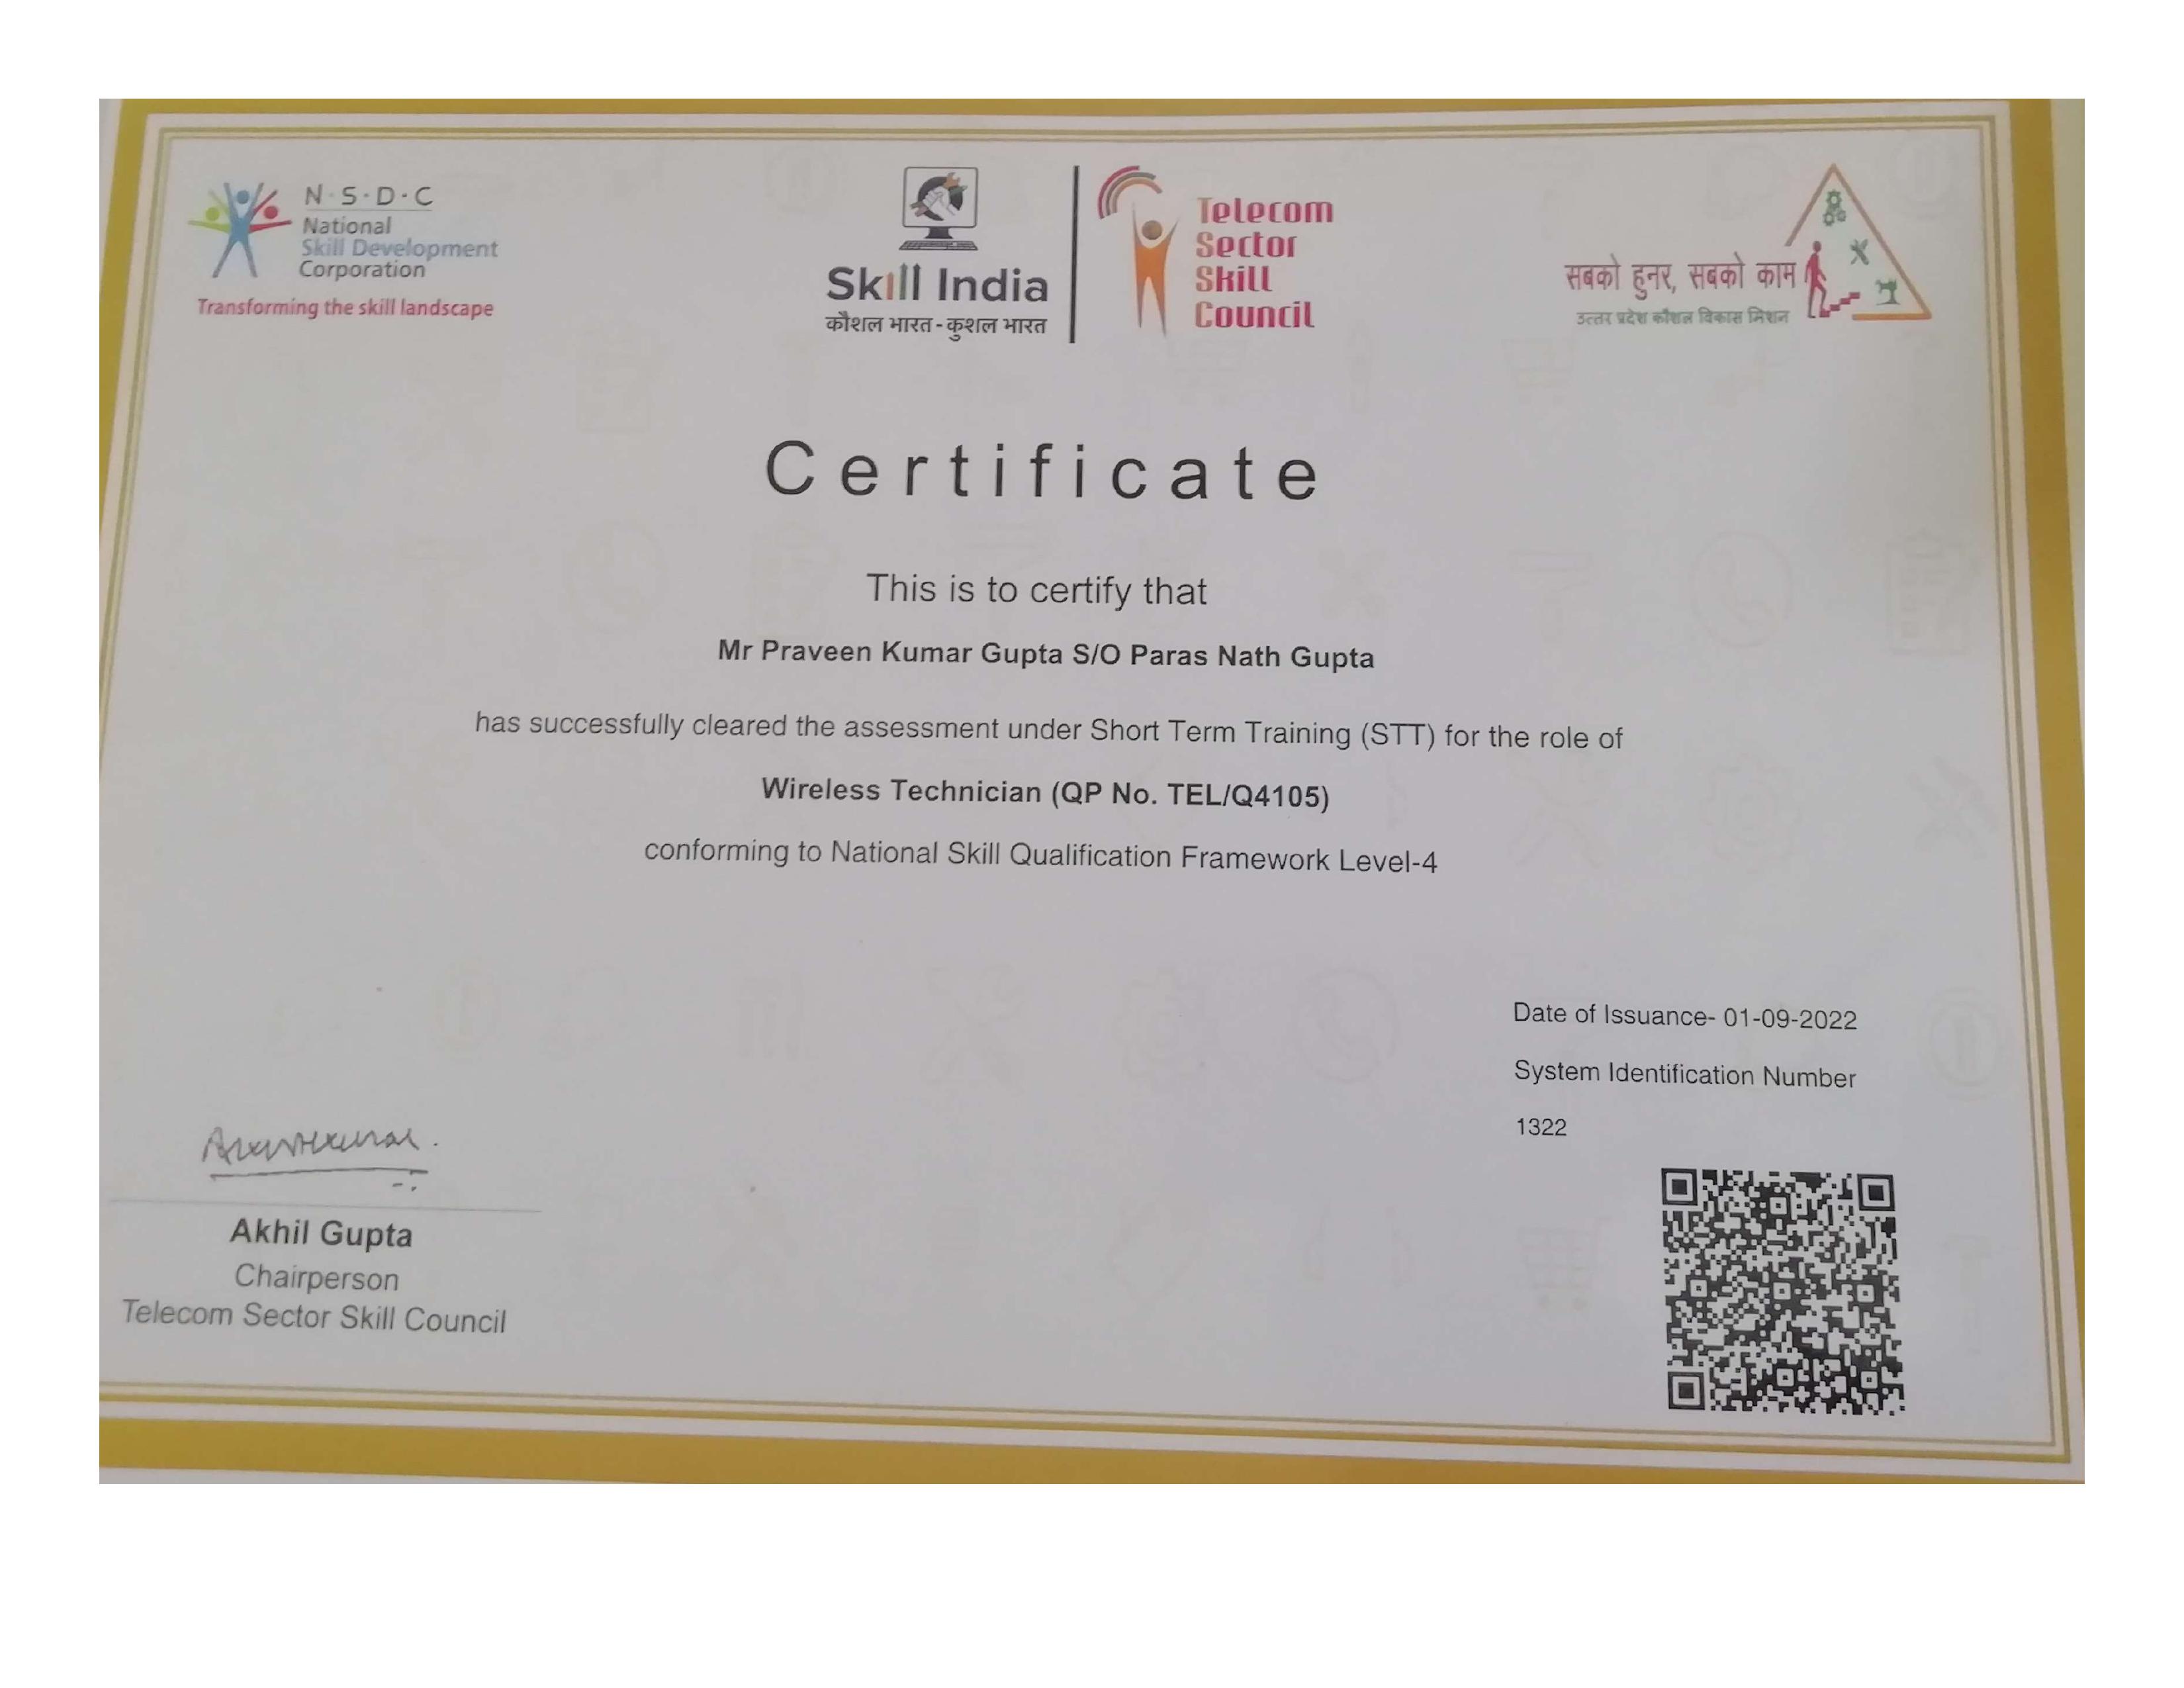 N·S·D·C
National
Skill Development
Corporation
Transforming the skill landscape
Skill India
कौशल भारत - कुशल भारत
Telecom
Sector
Skill
Council
सबको हुनर, सबको काम
उत्तर प्रदेश कौशल विकास मिशन
Certificate
This is to certify that
Mr Praveen Kumar Gupta S/O Paras Nath Gupta
has successfully cleared the assessment under Short Term Training (STT) for the role of
Wireless Technician (QP No. TEL/Q4105)
conforming to National Skill Qualification Framework Level-4
Date of Issuance- 01-09-2022
System Identification Number
1322
Akhil Gupta
Chairperson
Telecom Sector Skill Council